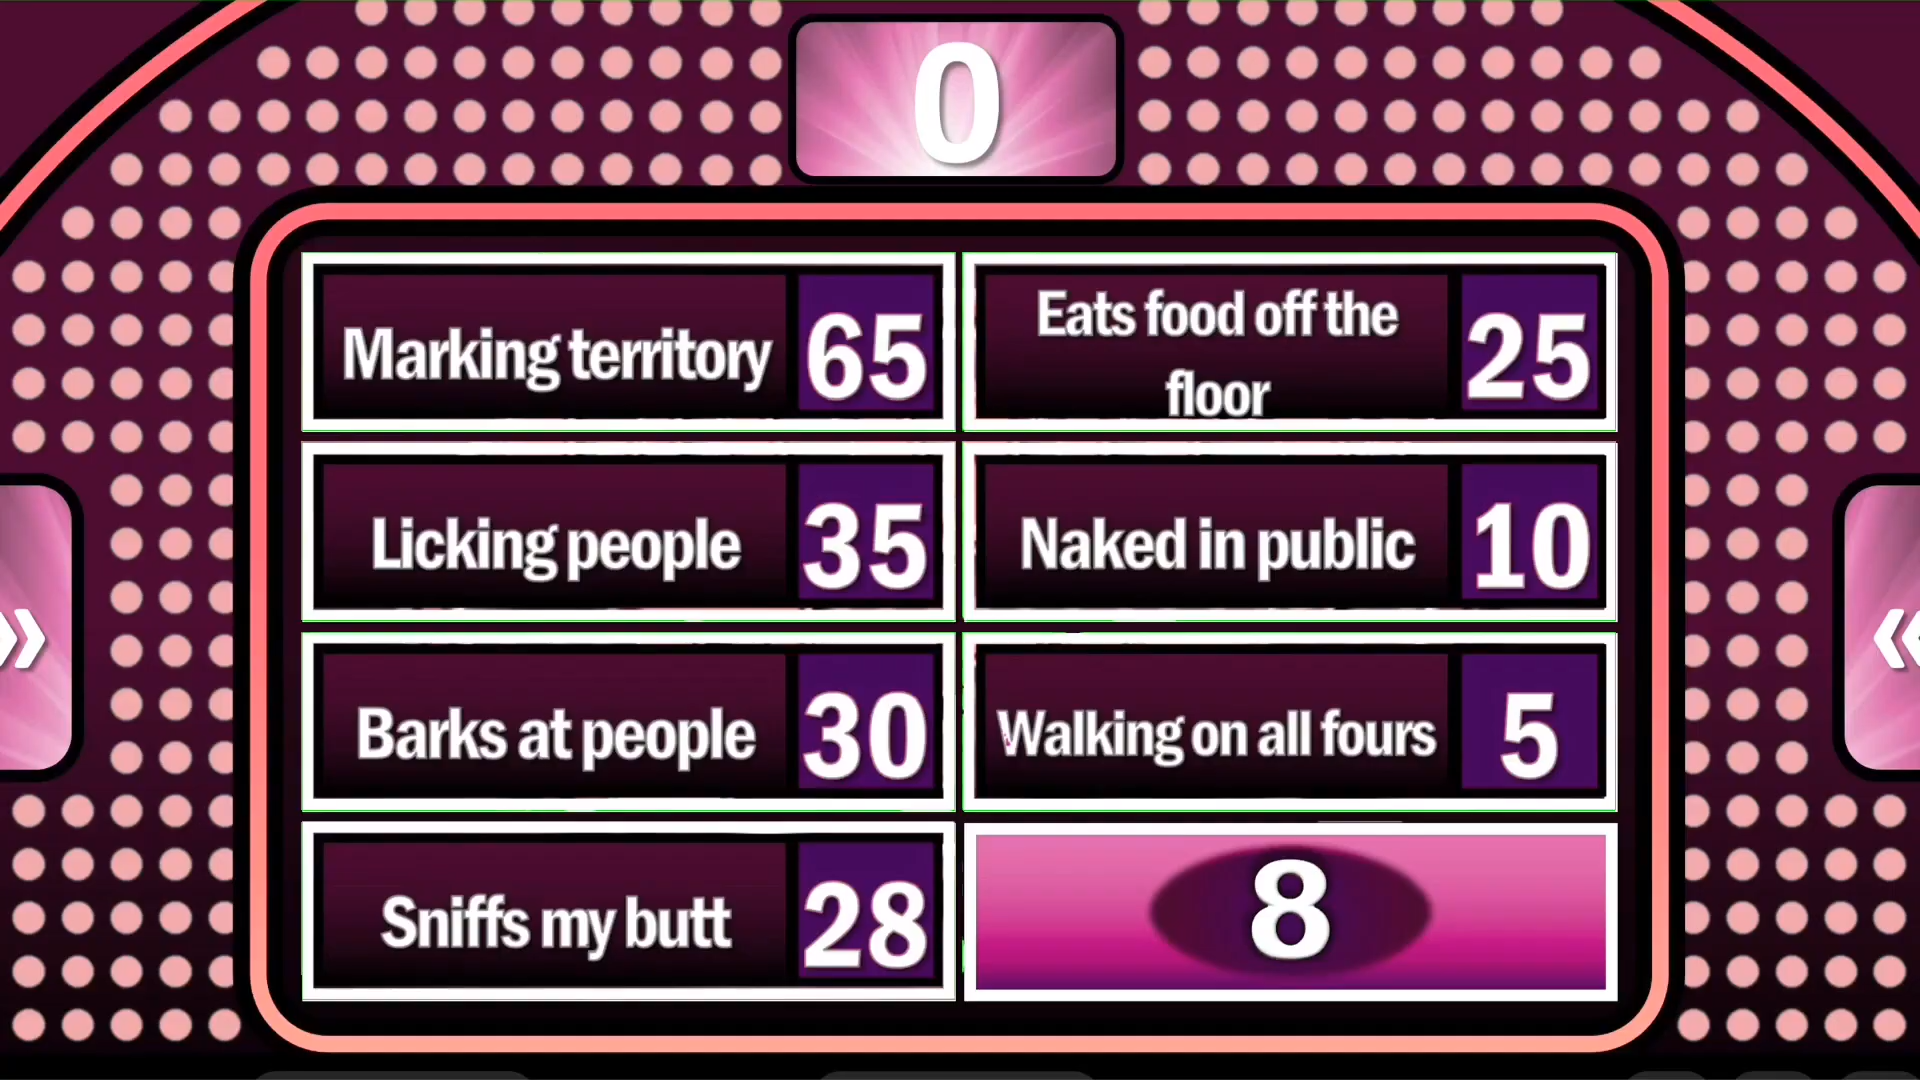 0
Marking territory 65
Eats food off the
floor 25
Licking people 35
Naked in public 10
Barks at people 30
Walking on all fours 5
Sniffs my butt 28
8
»
«